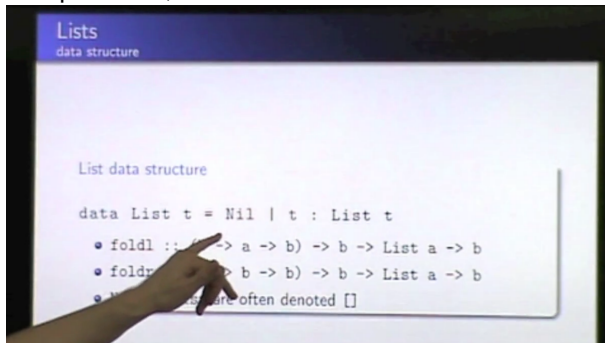 Lists
data structure
List data structure
data List t = Nil | t : List t
foldl :: -> a -> b) -> b -> List a -> b
foldr -> b -> b) -> b -> List a -> b
are often denoted []